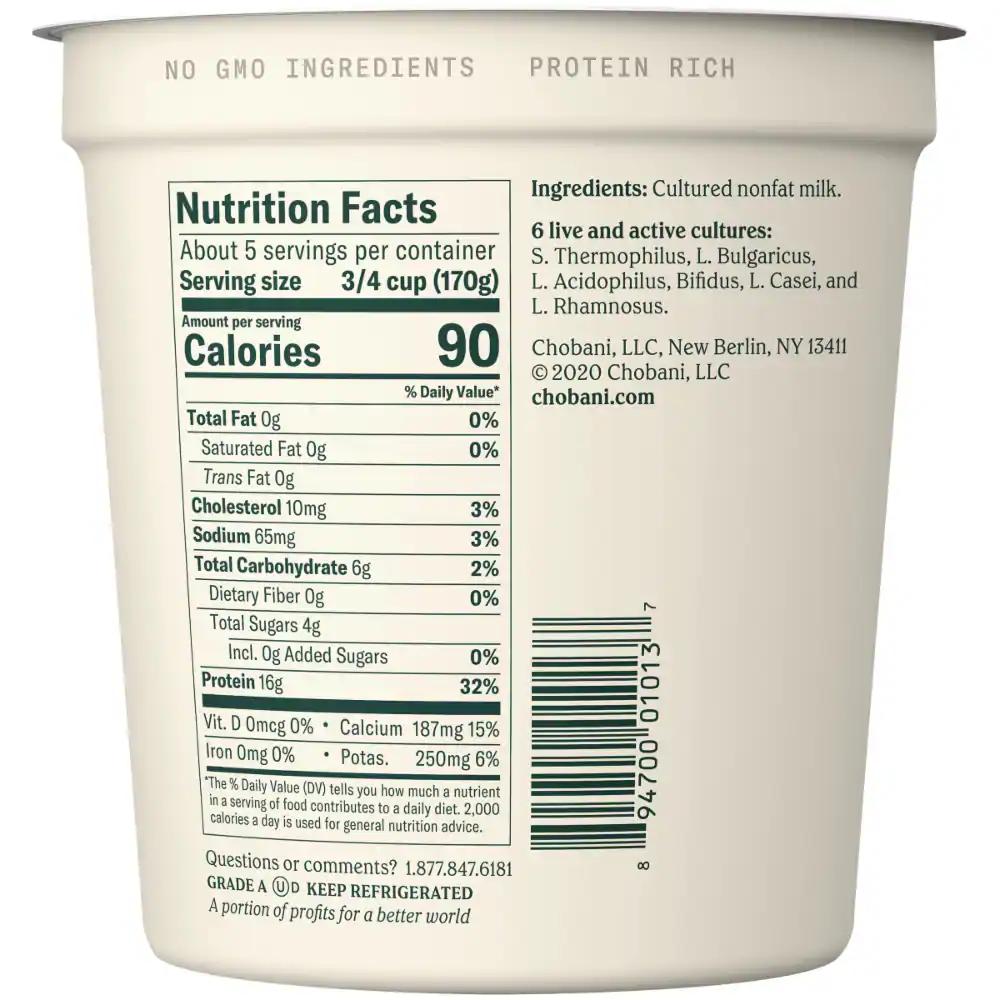 NO GMO INGREDIENTS PROTEIN RICH
Nutrition Facts
About 5 servings per container
Serving size 3/4 cup (170g)
Amount per serving
Calories 90
% Daily Value*
Total Fat 0g 0%
Saturated Fat 0g 0%
Trans Fat 0g
Cholesterol 10mg 3%
Sodium 65mg 3%
Total Carbohydrate 6g 2%
Dietary Fiber 0g 0%
Total Sugars 4g
Incl. 0g Added Sugars 0%
Protein 16g 32%
Vit. D 0mcg 0% • Calcium 187mg 15%
Iron 0mg 0% • Potas. 250mg 6%
*The % Daily Value (DV) tells you how much a nutrient
in a serving of food contributes to a daily diet. 2,000
calories a day is used for general nutrition advice.
Questions or comments? 1.877.847.6181
GRADE A Ⓤ D KEEP REFRIGERATED
A portion of profits for a better world
Ingredients: Cultured nonfat milk.
6 live and active cultures:
S. Thermophilus, L. Bulgaricus,
L. Acidophilus, Bifidus, L. Casei, and
L. Rhamnosus.
Chobani, LLC, New Berlin, NY 13411
© 2020 Chobani, LLC
chobani.com
8 94700 01013 7